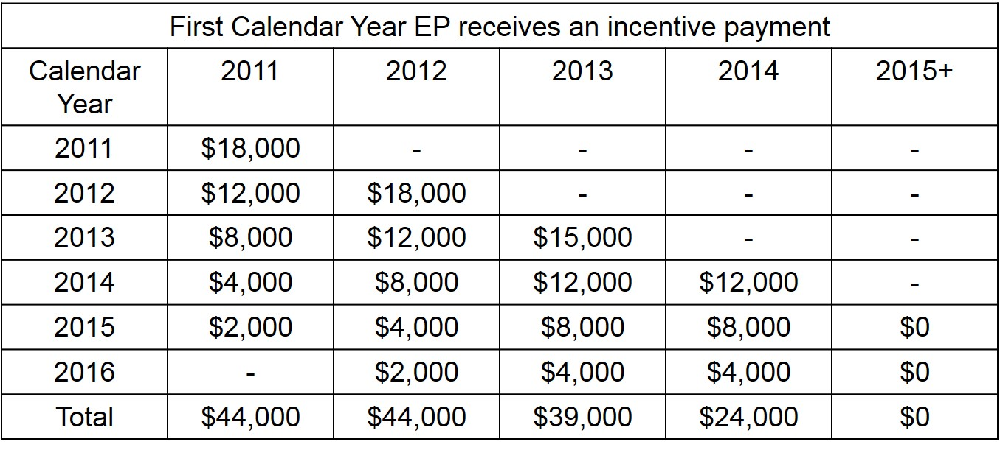 First Calendar Year EP receives an incentive payment
Calendar Year 2011 2012 2013 2014 2015+
2011 $18,000 - - - -
2012 $12,000 $18,000 - - -
2013 $8,000 $12,000 $15,000 - -
2014 $4,000 $8,000 $12,000 $12,000 -
2015 $2,000 $4,000 $8,000 $8,000 $0
2016 - $2,000 $4,000 $4,000 $0
Total $44,000 $44,000 $39,000 $24,000 $0